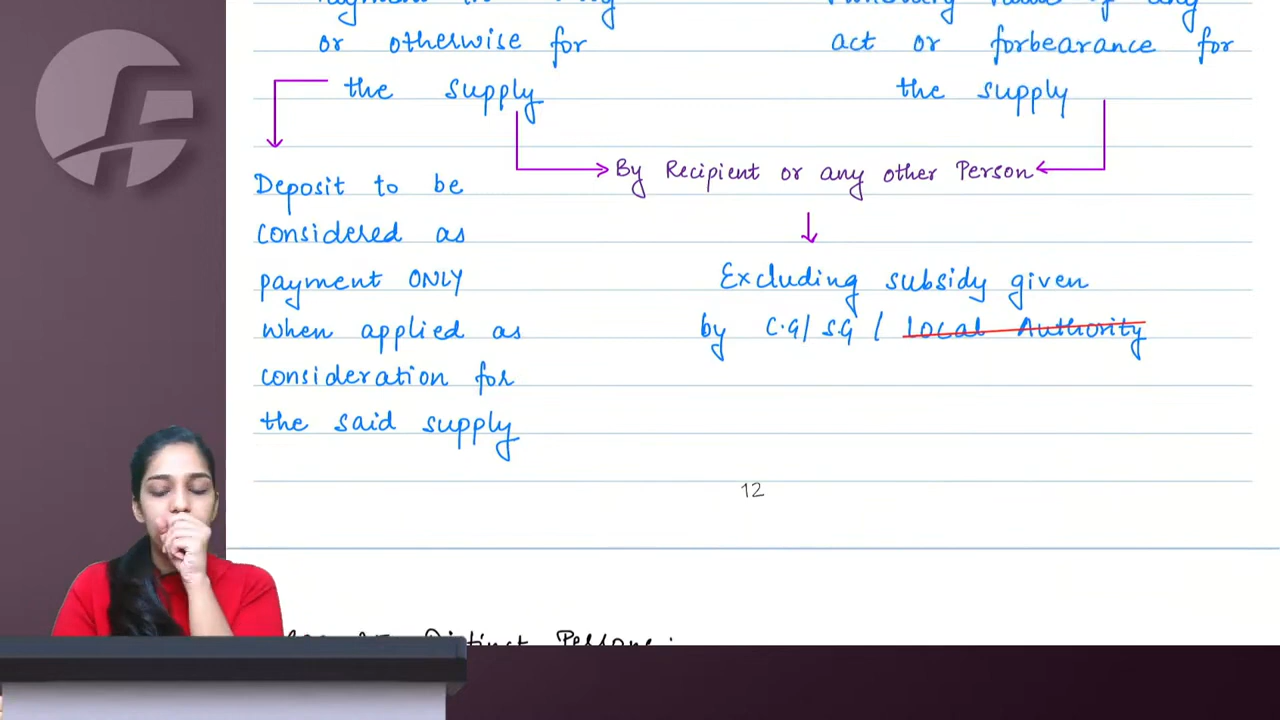 or otherwise for
the supply
act or forbearance for
the supply
By Recipient or any other Person
Deposit to be
considered as
payment ONLY
when applied as
consideration for
the said supply
Excluding subsidy given
by C.G/ S.G / Local Authority
12
Distinct Persons: